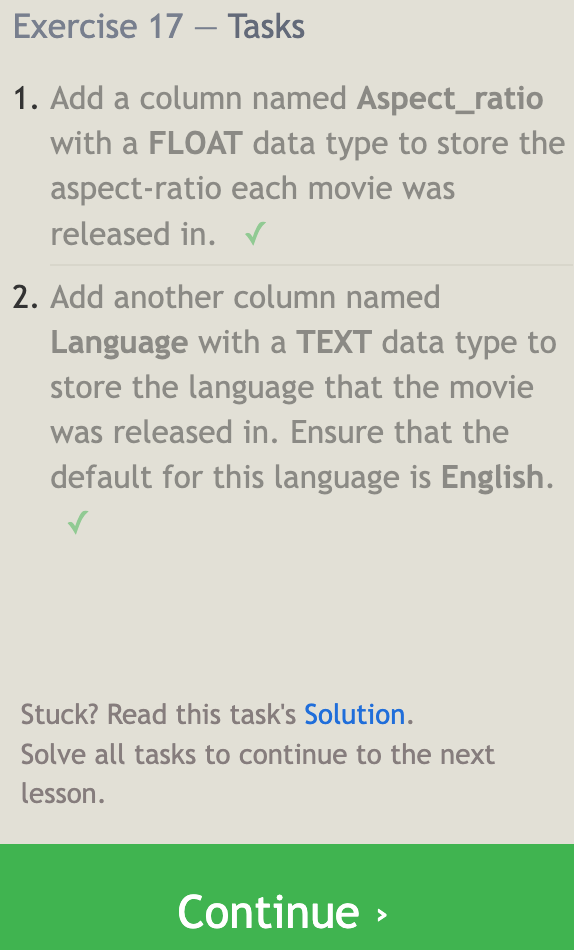 Exercise 17 — Tasks
1. Add a column named Aspect_ratio
with a FLOAT data type to store the
aspect-ratio each movie was
released in. ✓
2. Add another column named
Language with a TEXT data type to
store the language that the movie
was released in. Ensure that the
default for this language is English.
✓
Stuck? Read this task's Solution.
Solve all tasks to continue to the next
lesson.
Continue ›